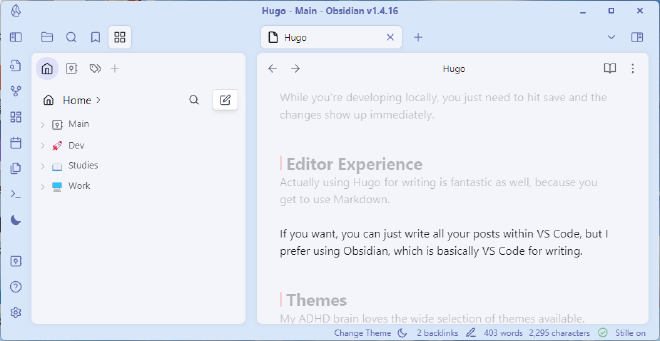 Hugo - Main - Obsidian v1.4.16
Hugo
Home
Main
Dev
Studies
Work
Hugo
While you're developing locally, you just need to hit save and the
changes show up immediately.
Editor Experience
Actually using Hugo for writing is fantastic as well, because you
get to use Markdown.
If you want, you can just write all your posts within VS Code, but I
prefer using Obsidian, which is basically VS Code for writing.
Themes
My ADHD brain loves the wide selection of themes available.
Change Theme 2 backlinks 403 words 2,295 characters Stille on